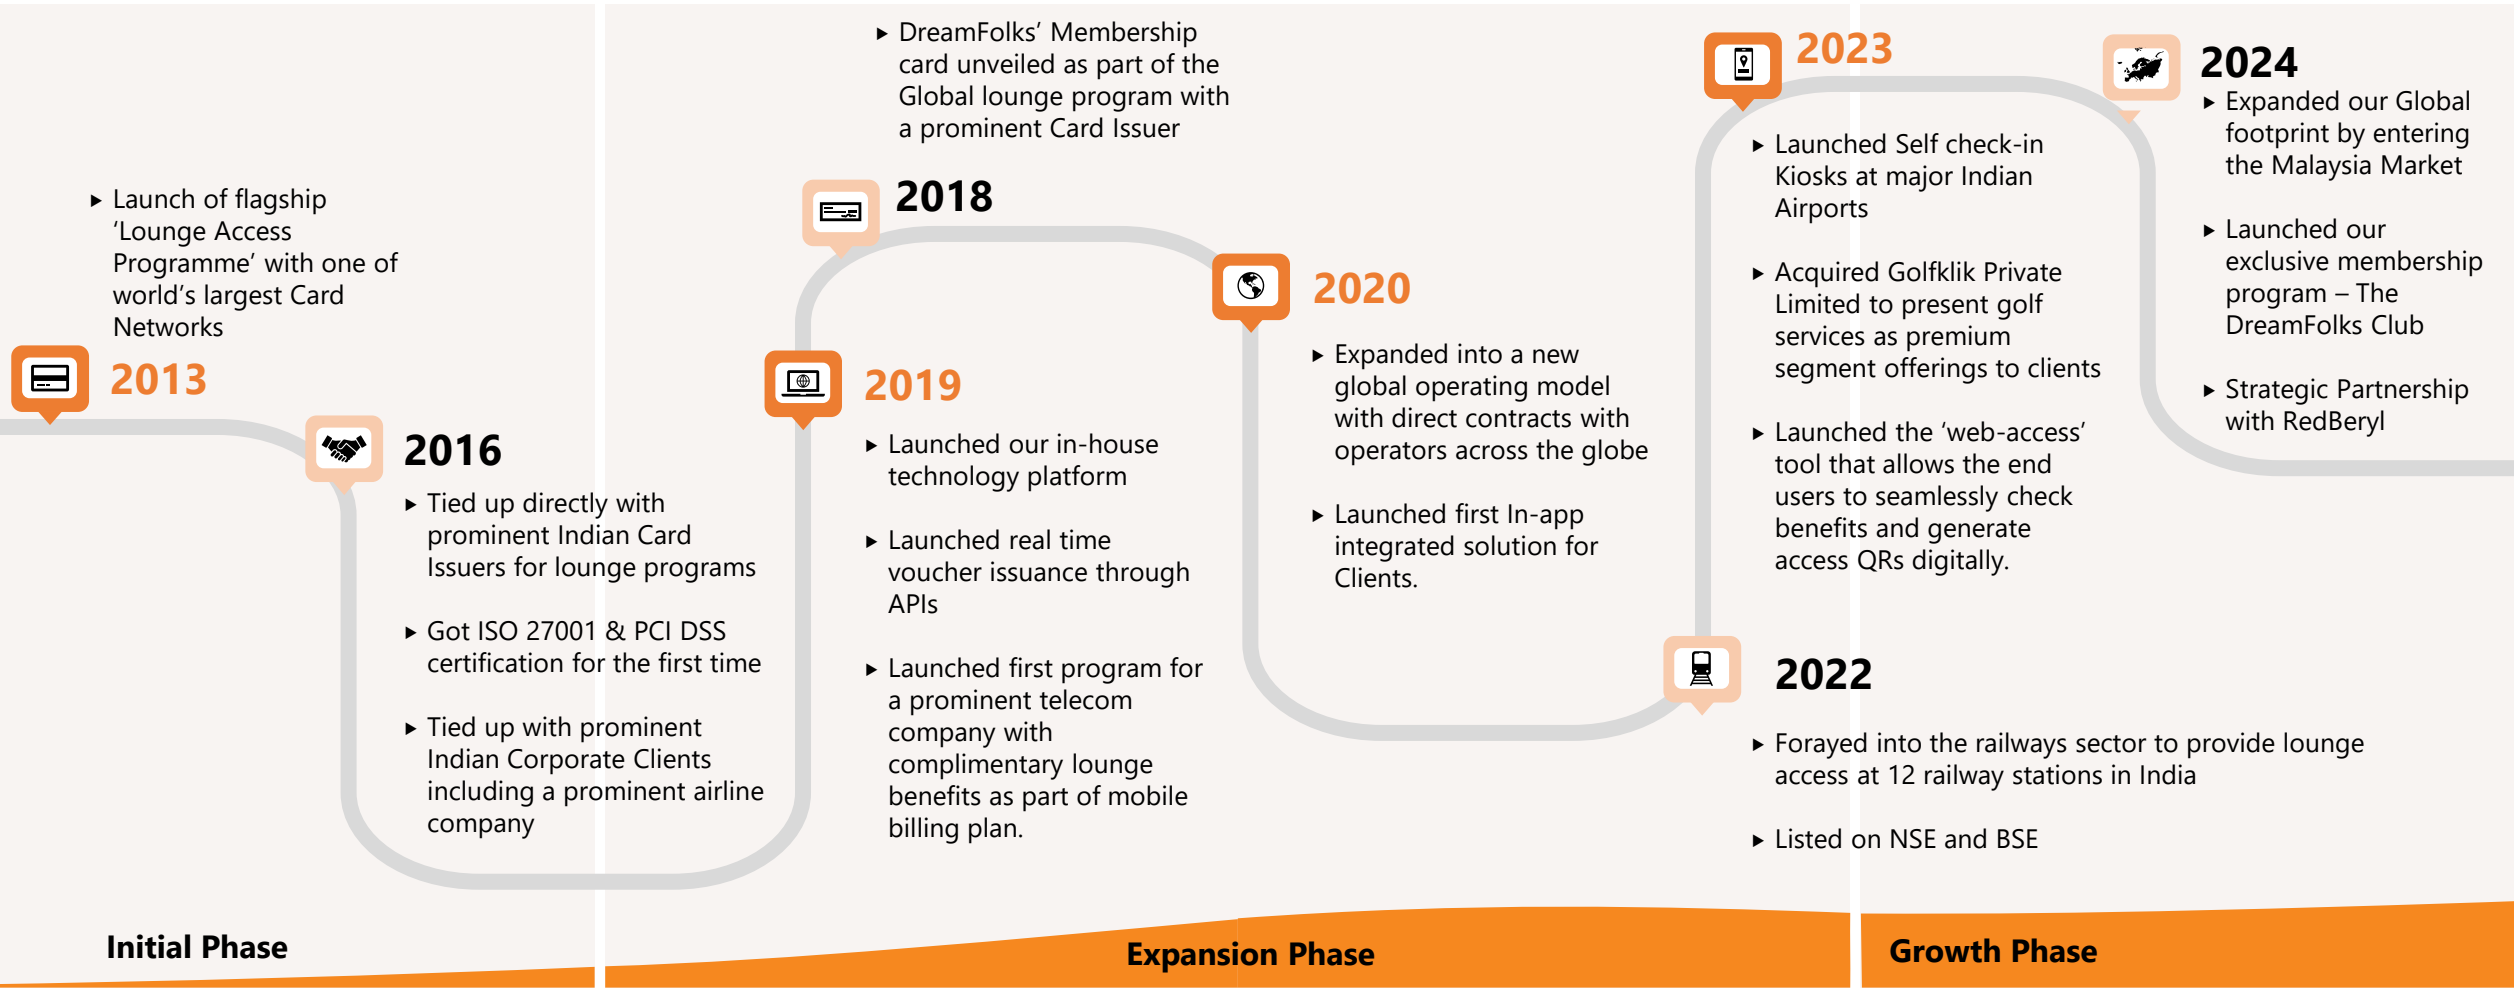 ▸ Launch of flagship
‘Lounge Access
Programme’ with one of
world’s largest Card
Networks
2013
2016
▸ Tied up directly with
prominent Indian Card
Issuers for lounge programs
▸ Got ISO 27001 & PCI DSS
certification for the first time
▸ Tied up with prominent
Indian Corporate Clients
including a prominent airline
company
▸ DreamFolks’ Membership
card unveiled as part of the
Global lounge program with
a prominent Card Issuer
2018
2019
▸ Launched our in-house
technology platform
▸ Launched real time
voucher issuance through
APIs
▸ Launched first program for
a prominent telecom
company with
complimentary lounge
benefits as part of mobile
billing plan.
2020
▸ Expanded into a new
global operating model
with direct contracts with
operators across the globe
▸ Launched first In-app
integrated solution for
Clients.
2022
▸ Forayed into the railways sector to provide lounge
access at 12 railway stations in India
▸ Listed on NSE and BSE
2023
▸ Launched Self check-in
Kiosks at major Indian
Airports
▸ Acquired Golfklik Private
Limited to present golf
services as premium
segment offerings to clients
▸ Launched the ‘web-access’
tool that allows the end
users to seamlessly check
benefits and generate
access QRs digitally.
2024
▸ Expanded our Global
footprint by entering
the Malaysia Market
▸ Launched our
exclusive membership
program – The
DreamFolks Club
▸ Strategic Partnership
with RedBeryl
Initial Phase
Expansion Phase
Growth Phase